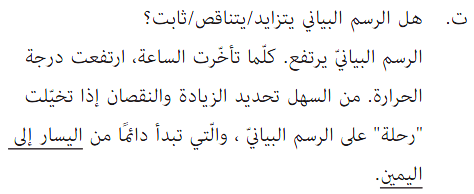 ت. هل الرسم البياني يتزايد/يتناقص/ثابت؟
الرسم البيانيّ يرتفع. كلّما تأخّرت الساعة، ارتفعت درجة
الحرارة. من السهل تحديد الزيادة والنقصان إذا تخيّلت
"رحلة" على الرسم البيانيّ ، والّتي تبدأ دائمًا من اليسار إلى
اليمين.